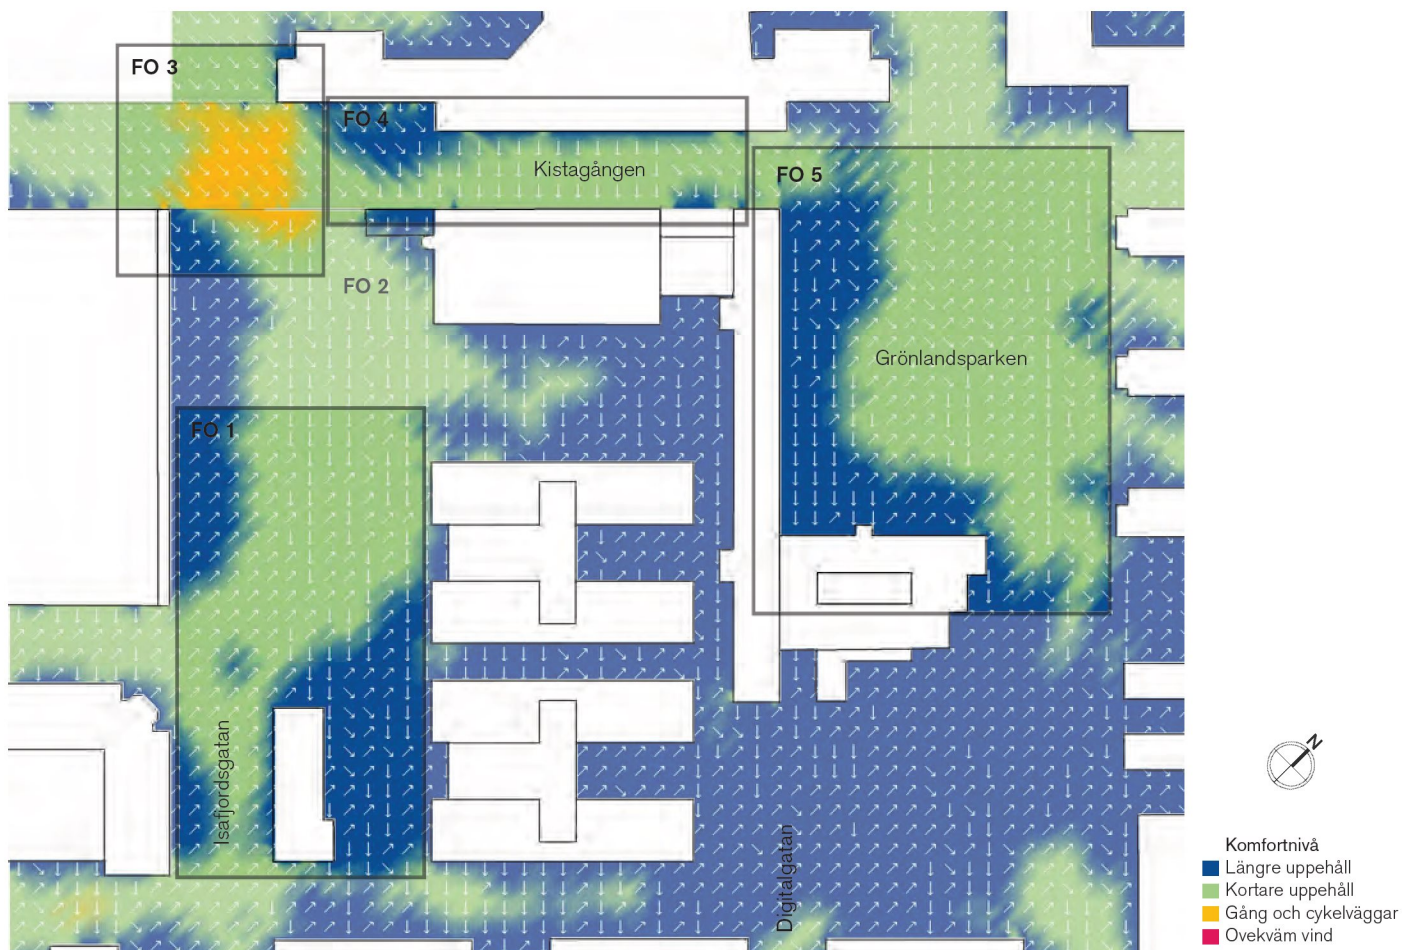 FO 3
FO 4
Kistagången
FO 5
FO 2
Grönlandsparken
FO 1
Isafjordsgatan
Digitalgatan
N
Komfortnivå
Längre uppehåll
Kortare uppehåll
Gång och cykelväggar
Ovekväm vind